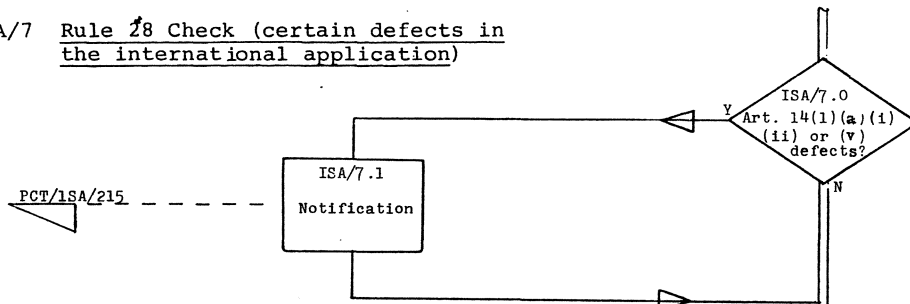 A/7 Rule 28 Check (certain defects in
the international application)
ISA/7.0
Y
Art. 14(1)(a)(i)
(ii) or (v)
defects?
N
ISA/7.1
Notification
PCT/ISA/215